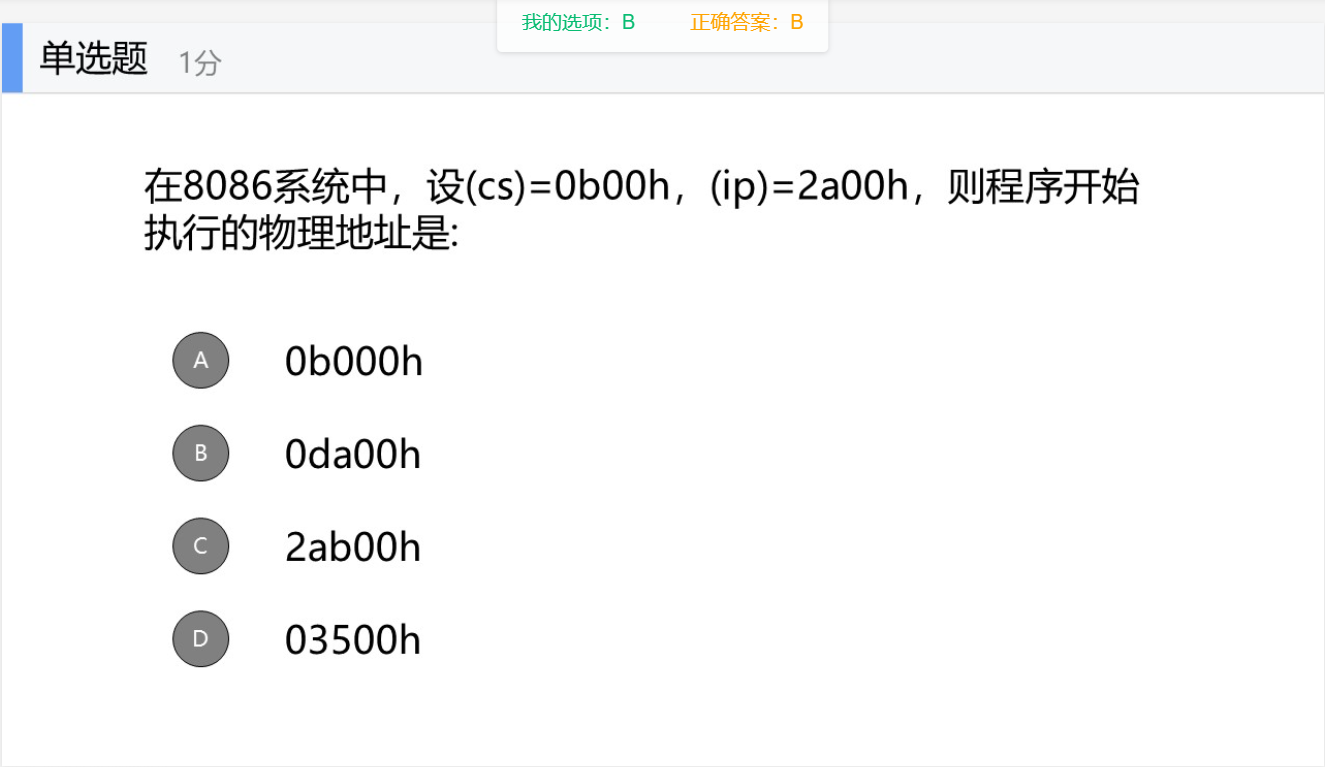 我的选项：B 正确答案：B
单选题 1分
在8086系统中，设(cs)=0b00h，(ip)=2a00h，则程序开始
执行的物理地址是:
A 0b000h
B 0da00h
C 2ab00h
D 03500h